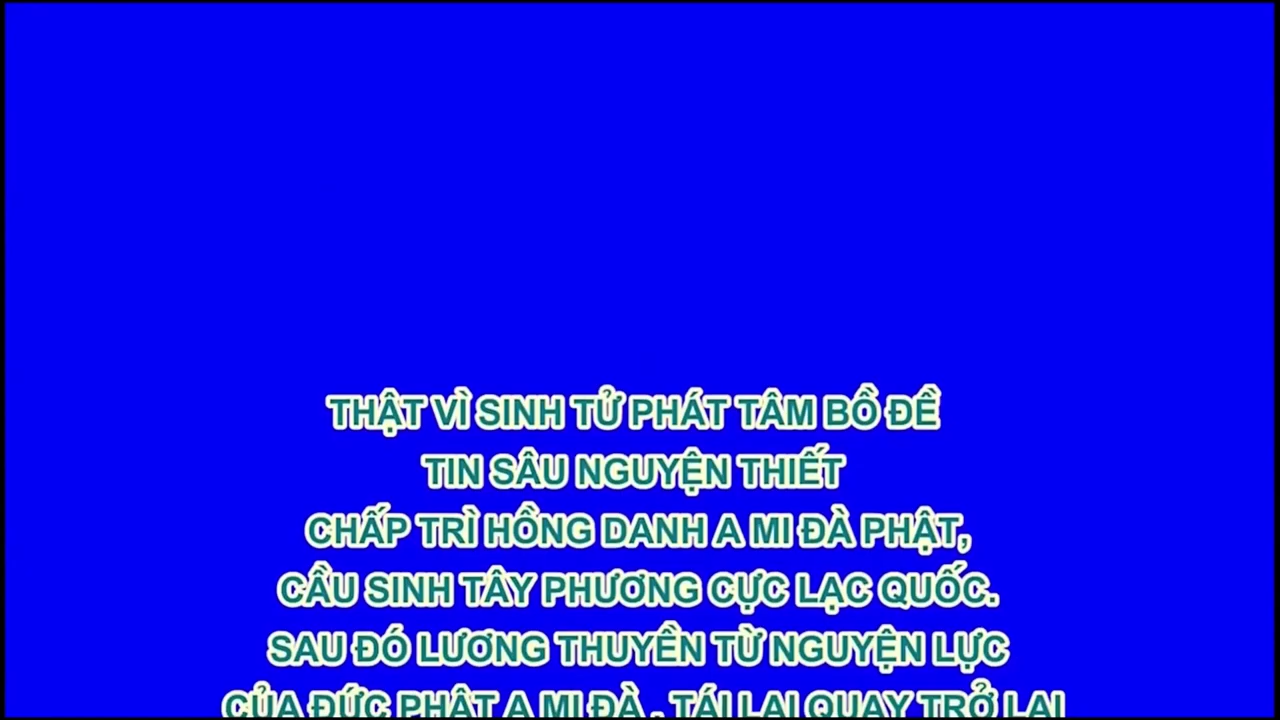 THẬT VÌ SINH TỬ PHÁT TÂM BỒ ĐỀ
TIN SÂU NGUYỆN THIẾT
CHẤP TRÌ HỒNG DANH A MI ĐÀ PHẬT,
CẦU SINH TÂY PHƯƠNG CỰC LẠC QUỐC.
SAU ĐÓ LƯƠNG THUYỀN TỪ NGUYỆN LỰC
CỦA ĐỨC PHẬT A MI ĐÀ , TÁI LAI QUAY TRỞ LẠI